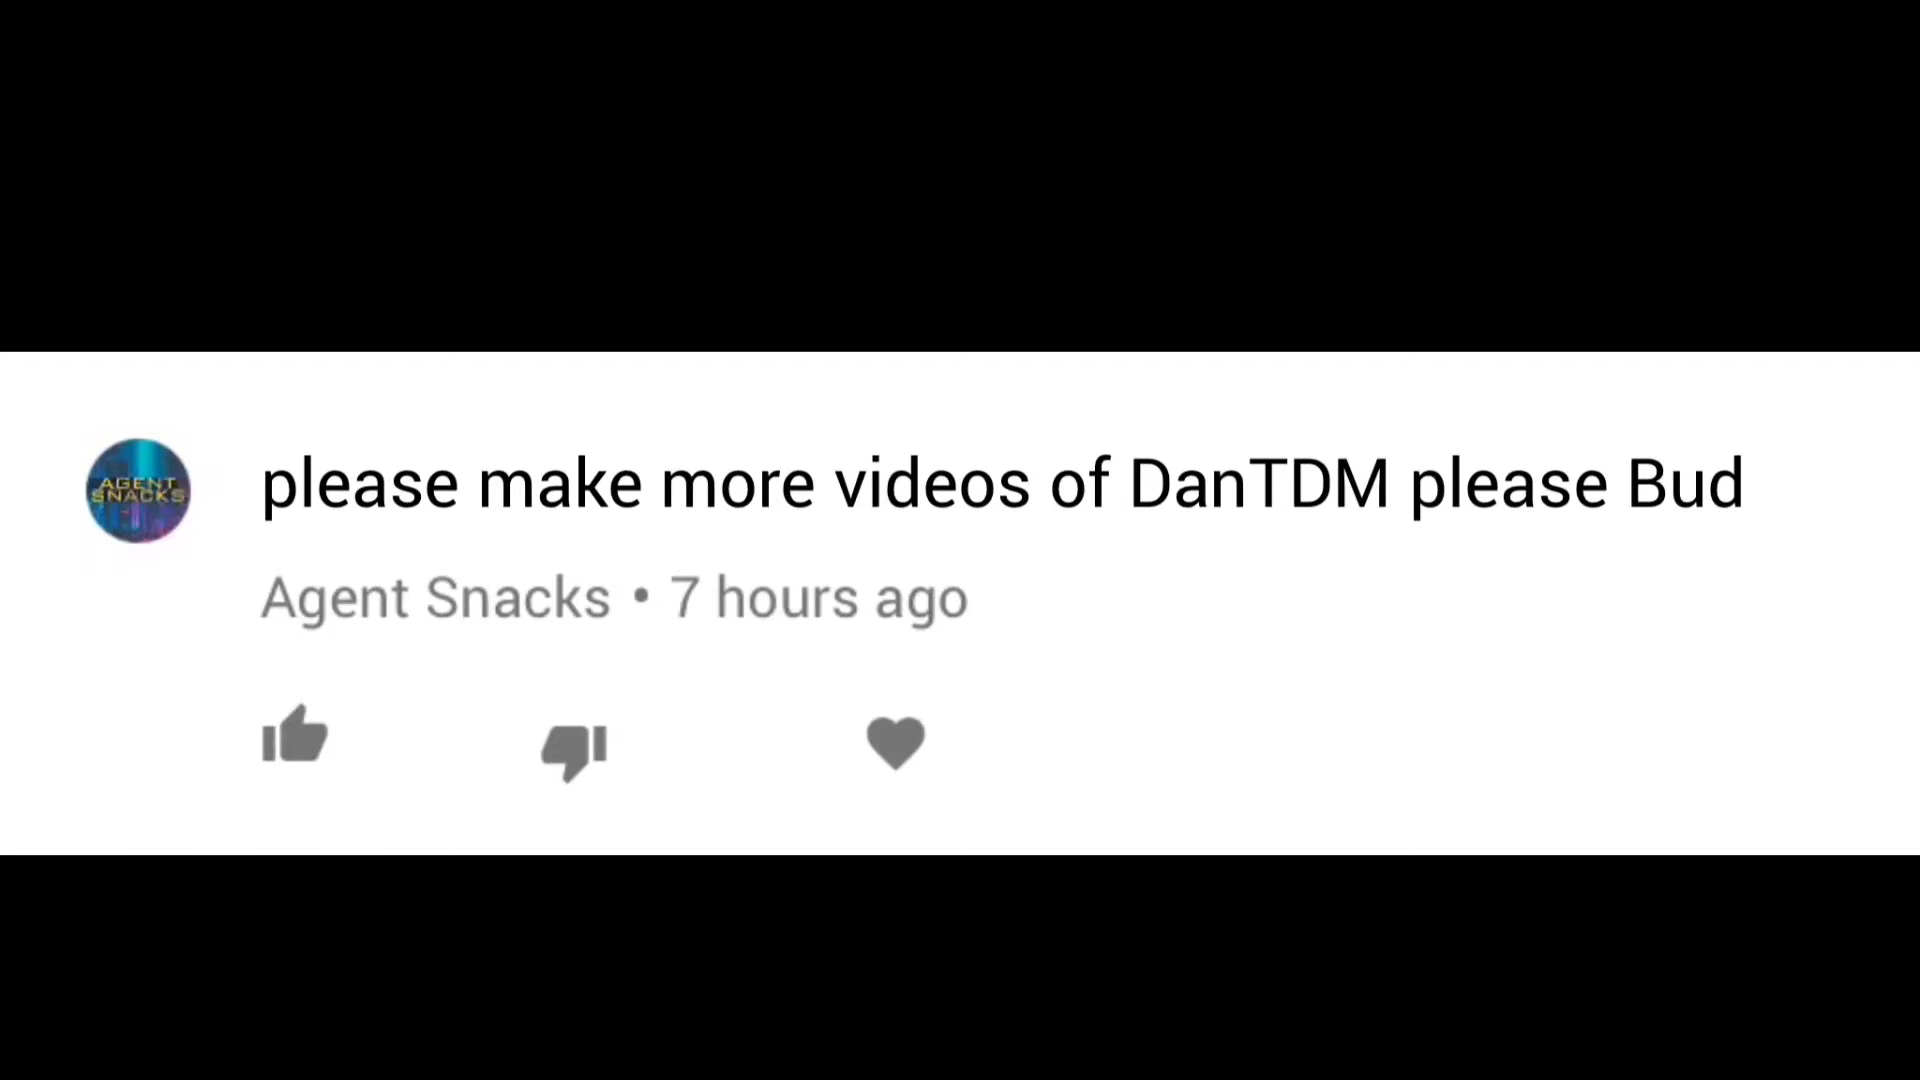 AGENT
SNACKS
please make more videos of DanTDM please Bud
Agent Snacks • 7 hours ago